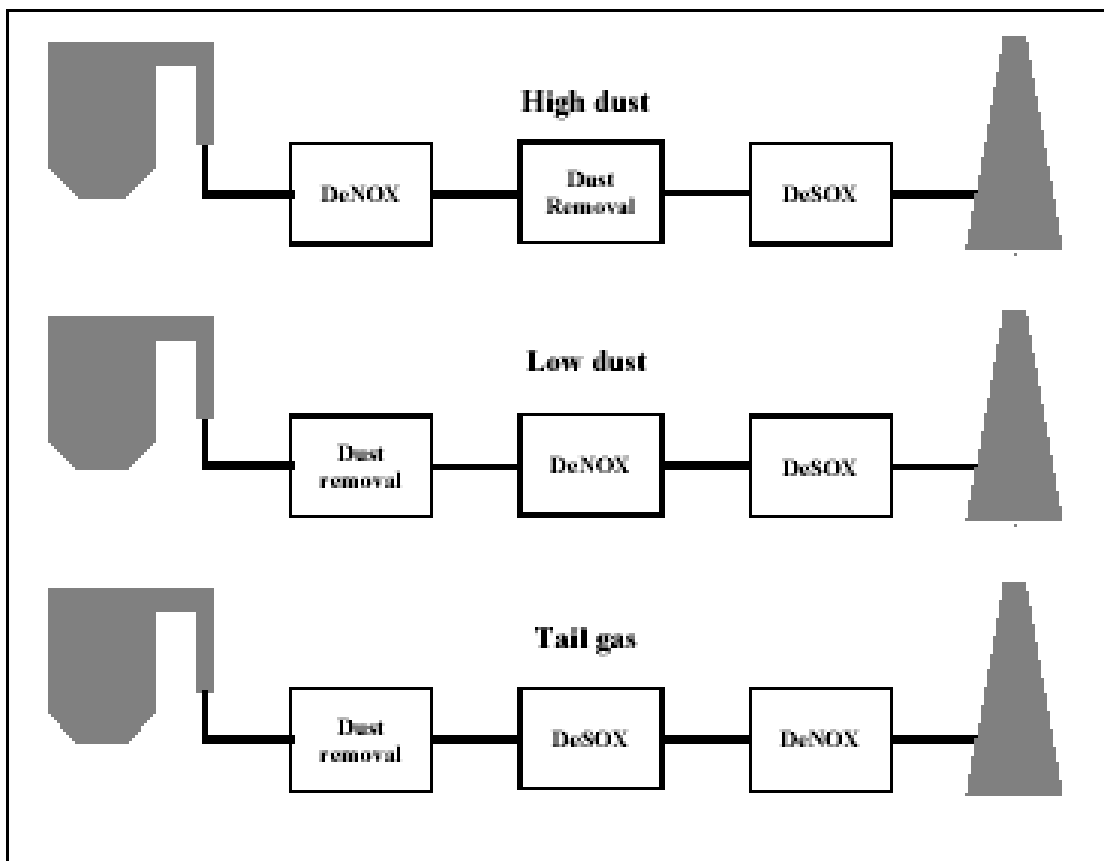 High dust
DeNOX
Dust
Removal
DeSOX
Low dust
Dust
removal
DeNOX
DeSOX
Tail gas
Dust
removal
DeSOX
DeNOX